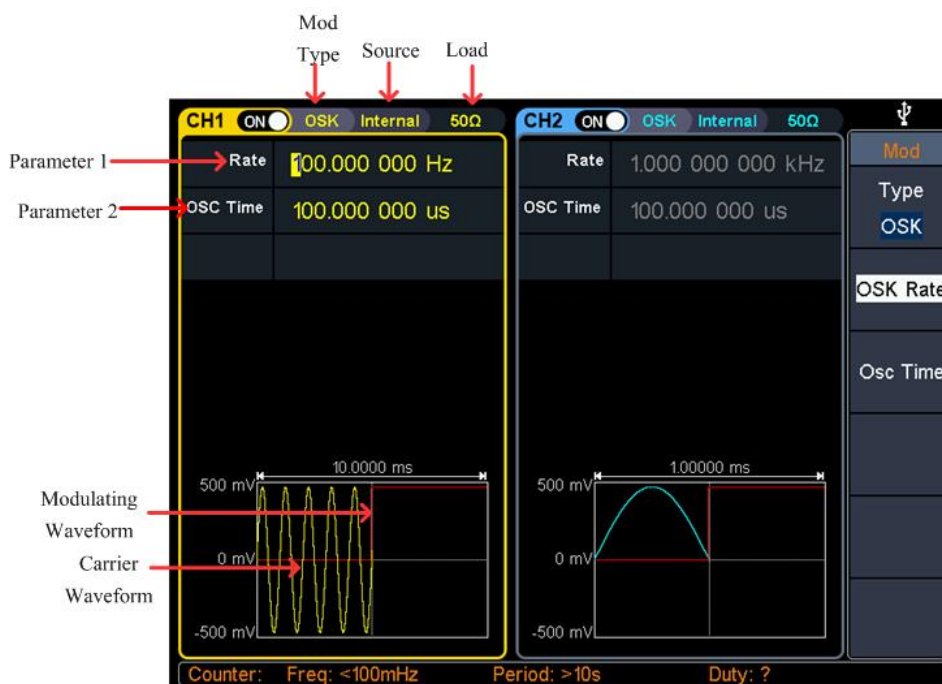 Mod
Type Source Load
CH1 ON OSK Internal 50Ω CH2 ON OSK Internal 50Ω
Mod
Parameter 1 Rate 100.000 000 Hz Rate 1.000 000 000 kHz
Type
OSK
Parameter 2 OSC Time 100.000 000 us OSC Time 100.000 000 us
OSK Rate
Osc Time
10.0000 ms 1.00000 ms
500 mV 500 mV
Modulating
Waveform
0 mV 0 mV
Carrier
Waveform
-500 mV -500 mV
Counter: Freq: <100mHz Period: >10s Duty: ?